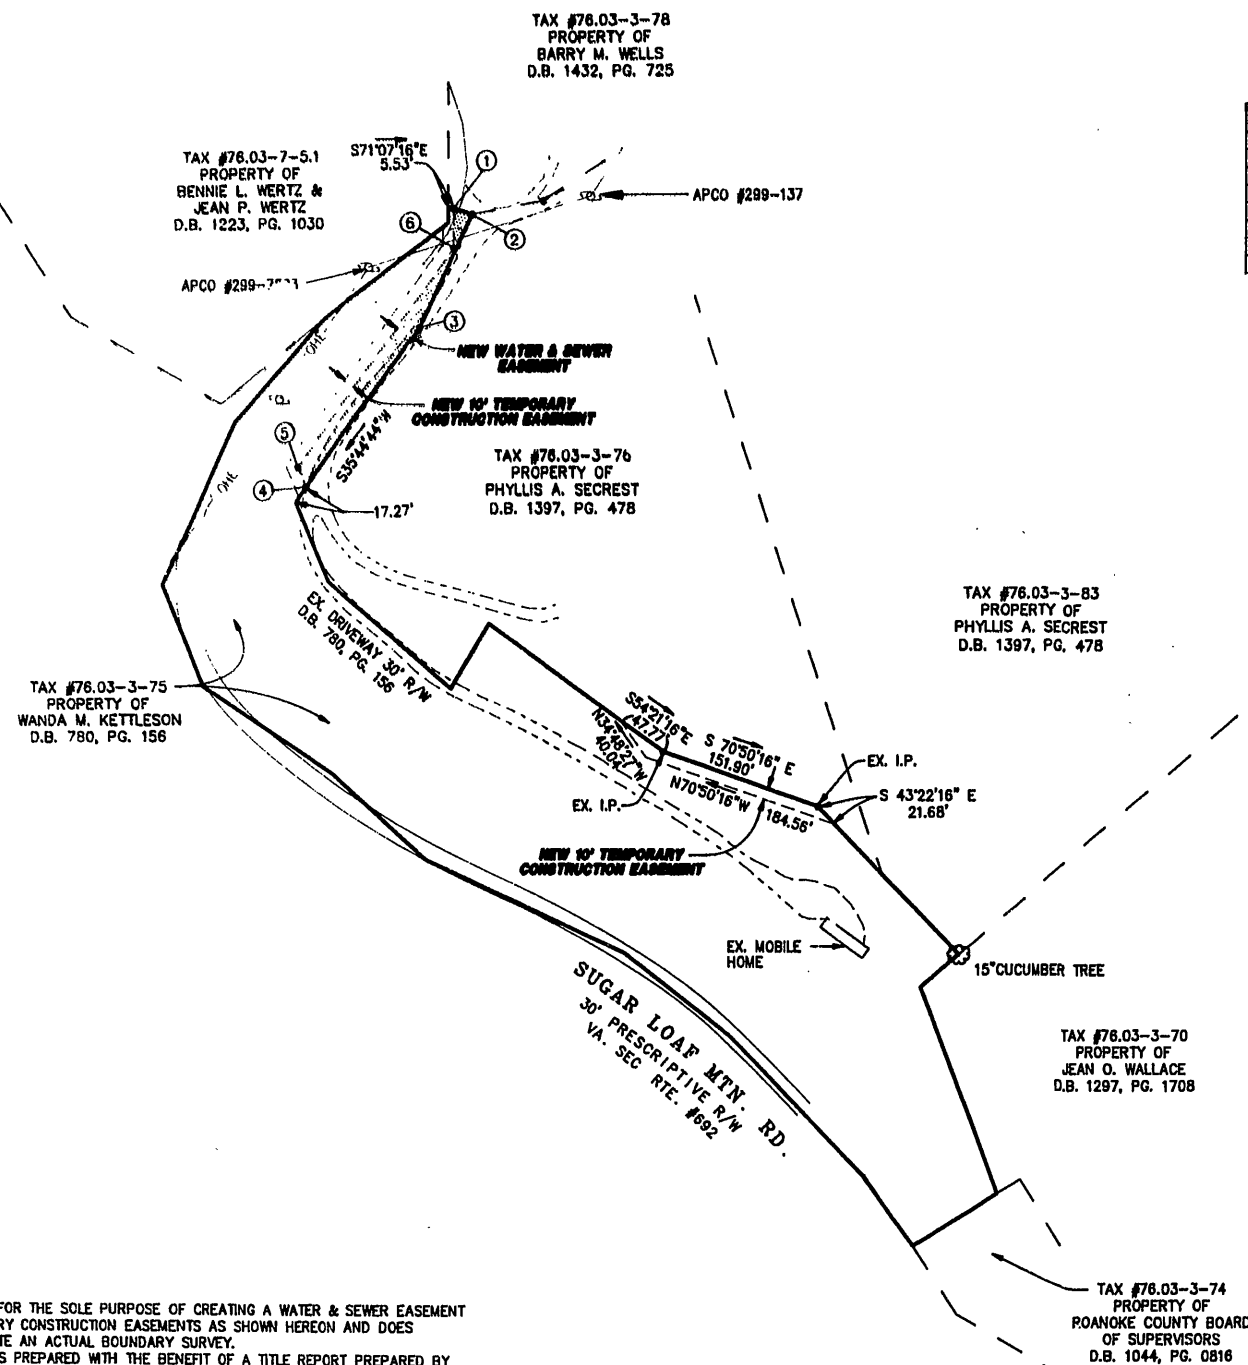 TAX #76.03-3-78
PROPERTY OF
BARRY M. WELLS
D.B. 1432, PG. 725
TAX #76.03-7-5.1
PROPERTY OF
BENNIE L. WERTZ &
JEAN P. WERTZ
D.B. 1223, PG. 1030
S71°07'16"E
5.53'
1
APCO #299-137
6
2
APCO
3
NEW WATER & SEWER
EASEMENT
OHE
NEW 10' TEMPORARY
CONSTRUCTION EASEMENT
S35°44'44"W
5
TAX #76.03-3-76
PROPERTY OF
PHYLLIS A. SECREST
D.B. 1397, PG. 478
OHE
4
17.27'
TAX #76.03-3-83
PROPERTY OF
PHYLLIS A. SECREST
D.B. 1397, PG. 478
EX. DRIVEWAY 30' R/W
D.B. 780, PG. 156
TAX #76.03-3-75
PROPERTY OF
WANDA M. KETTLESON
D.B. 780, PG. 156
S54°21'16"E
47.77'
N34°48'27"W
40.04'
S 70°50'16" E
151.90'
EX. I.P.
S 43°22'16" E
21.68'
N70°50'16"W
184.56'
EX. I.P.
NEW 10' TEMPORARY
CONSTRUCTION EASEMENT
EX. MOBILE
HOME
15"CUCUMBER TREE
SUGAR LOAF MTN. RD.
30' PRESCRIPTIVE R/W
VA. SEC RTE. #692
TAX #76.03-3-70
PROPERTY OF
JEAN O. WALLACE
D.B. 1297, PG. 1708
TAX #76.03-3-74
PROPERTY OF
ROANOKE COUNTY BOARD
OF SUPERVISORS
D.B. 1044, PG. 0816
FOR THE SOLE PURPOSE OF CREATING A WATER & SEWER EASEMENT
RY CONSTRUCTION EASEMENTS AS SHOWN HEREON AND DOES
TE AN ACTUAL BOUNDARY SURVEY.
S PREPARED WITH THE BENEFIT OF A TITLE REPORT PREPARED BY